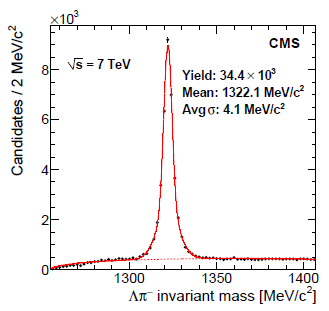 ×10³
CMS
√s = 7 TeV
Yield: 34.4 × 10³
Mean: 1322.1 MeV/c²
Avg σ: 4.1 MeV/c²
Candidates / 2 MeV/c²
8
6
4
2
0
1300 1350 1400
Λπ⁻ invariant mass [MeV/c²]